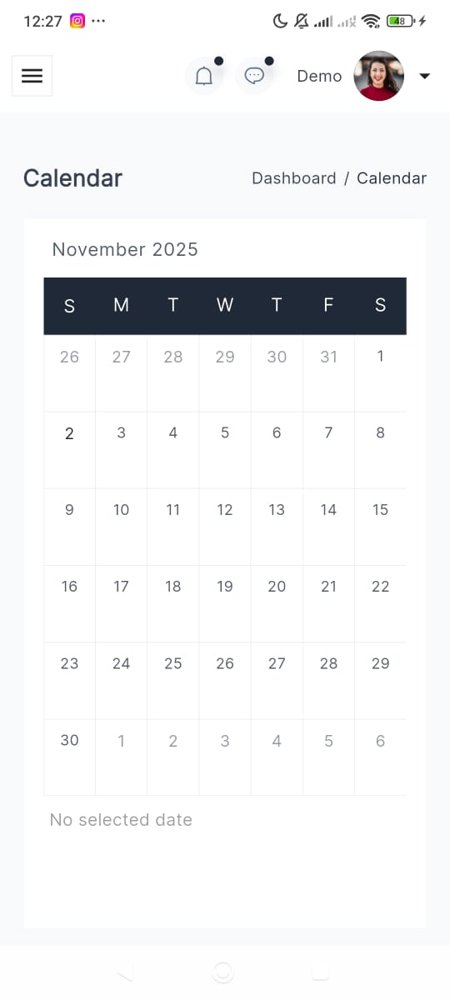 12:27
48
Demo
Calendar
Dashboard / Calendar
November 2025
S M T W T F S
26 27 28 29 30 31 1
2 3 4 5 6 7 8
9 10 11 12 13 14 15
16 17 18 19 20 21 22
23 24 25 26 27 28 29
30 1 2 3 4 5 6
No selected date